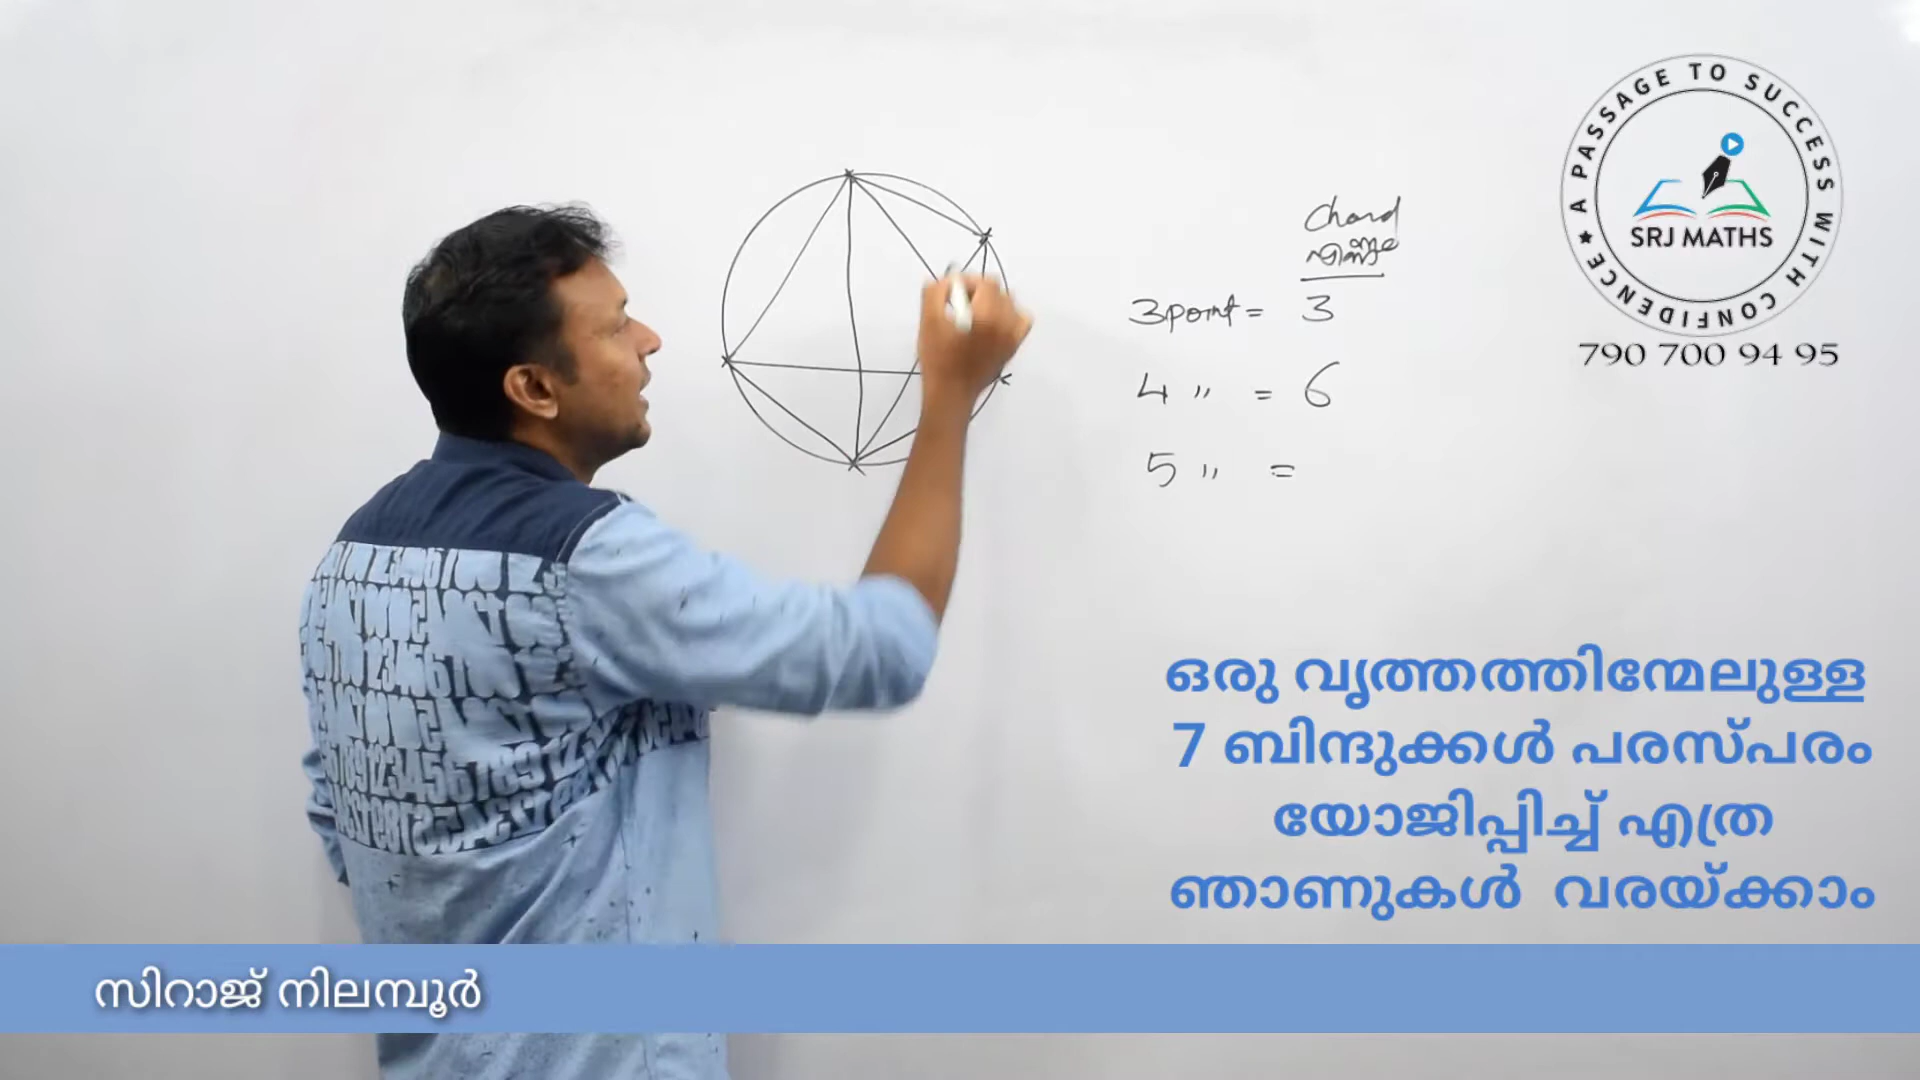 A PASSAGE TO SUCCESS WITH CONFIDENCE ★
SRJ MATHS
790 700 94 95
Chord
എണ്ണം
3 point = 3
4 〃 = 6
5 〃 =
ഒരു വൃത്തത്തിന്മേലുള്ള
7 ബിന്ദുക്കൾ പരസ്പരം
യോജിപ്പിച്ച് എത്ര
ഞാണുകൾ വരയ്ക്കാം
സിറാജ് നിലമ്പൂർ